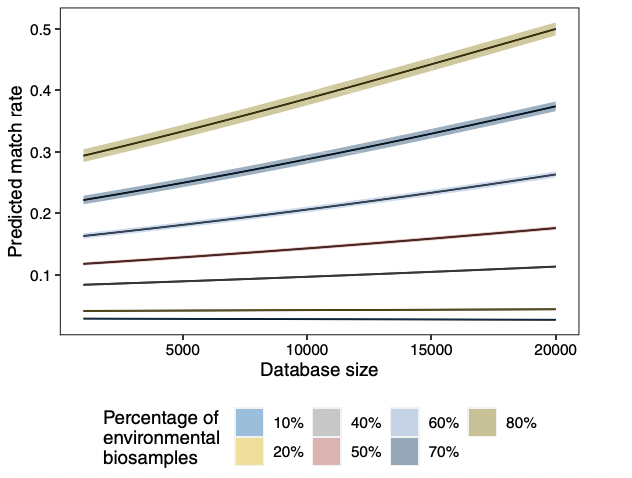 0.5
0.4
0.3
0.2
0.1
Predicted match rate
5000 10000 15000 20000
Database size
Percentage of
environmental
biosamples
10% 40% 60% 80%
20% 50% 70%